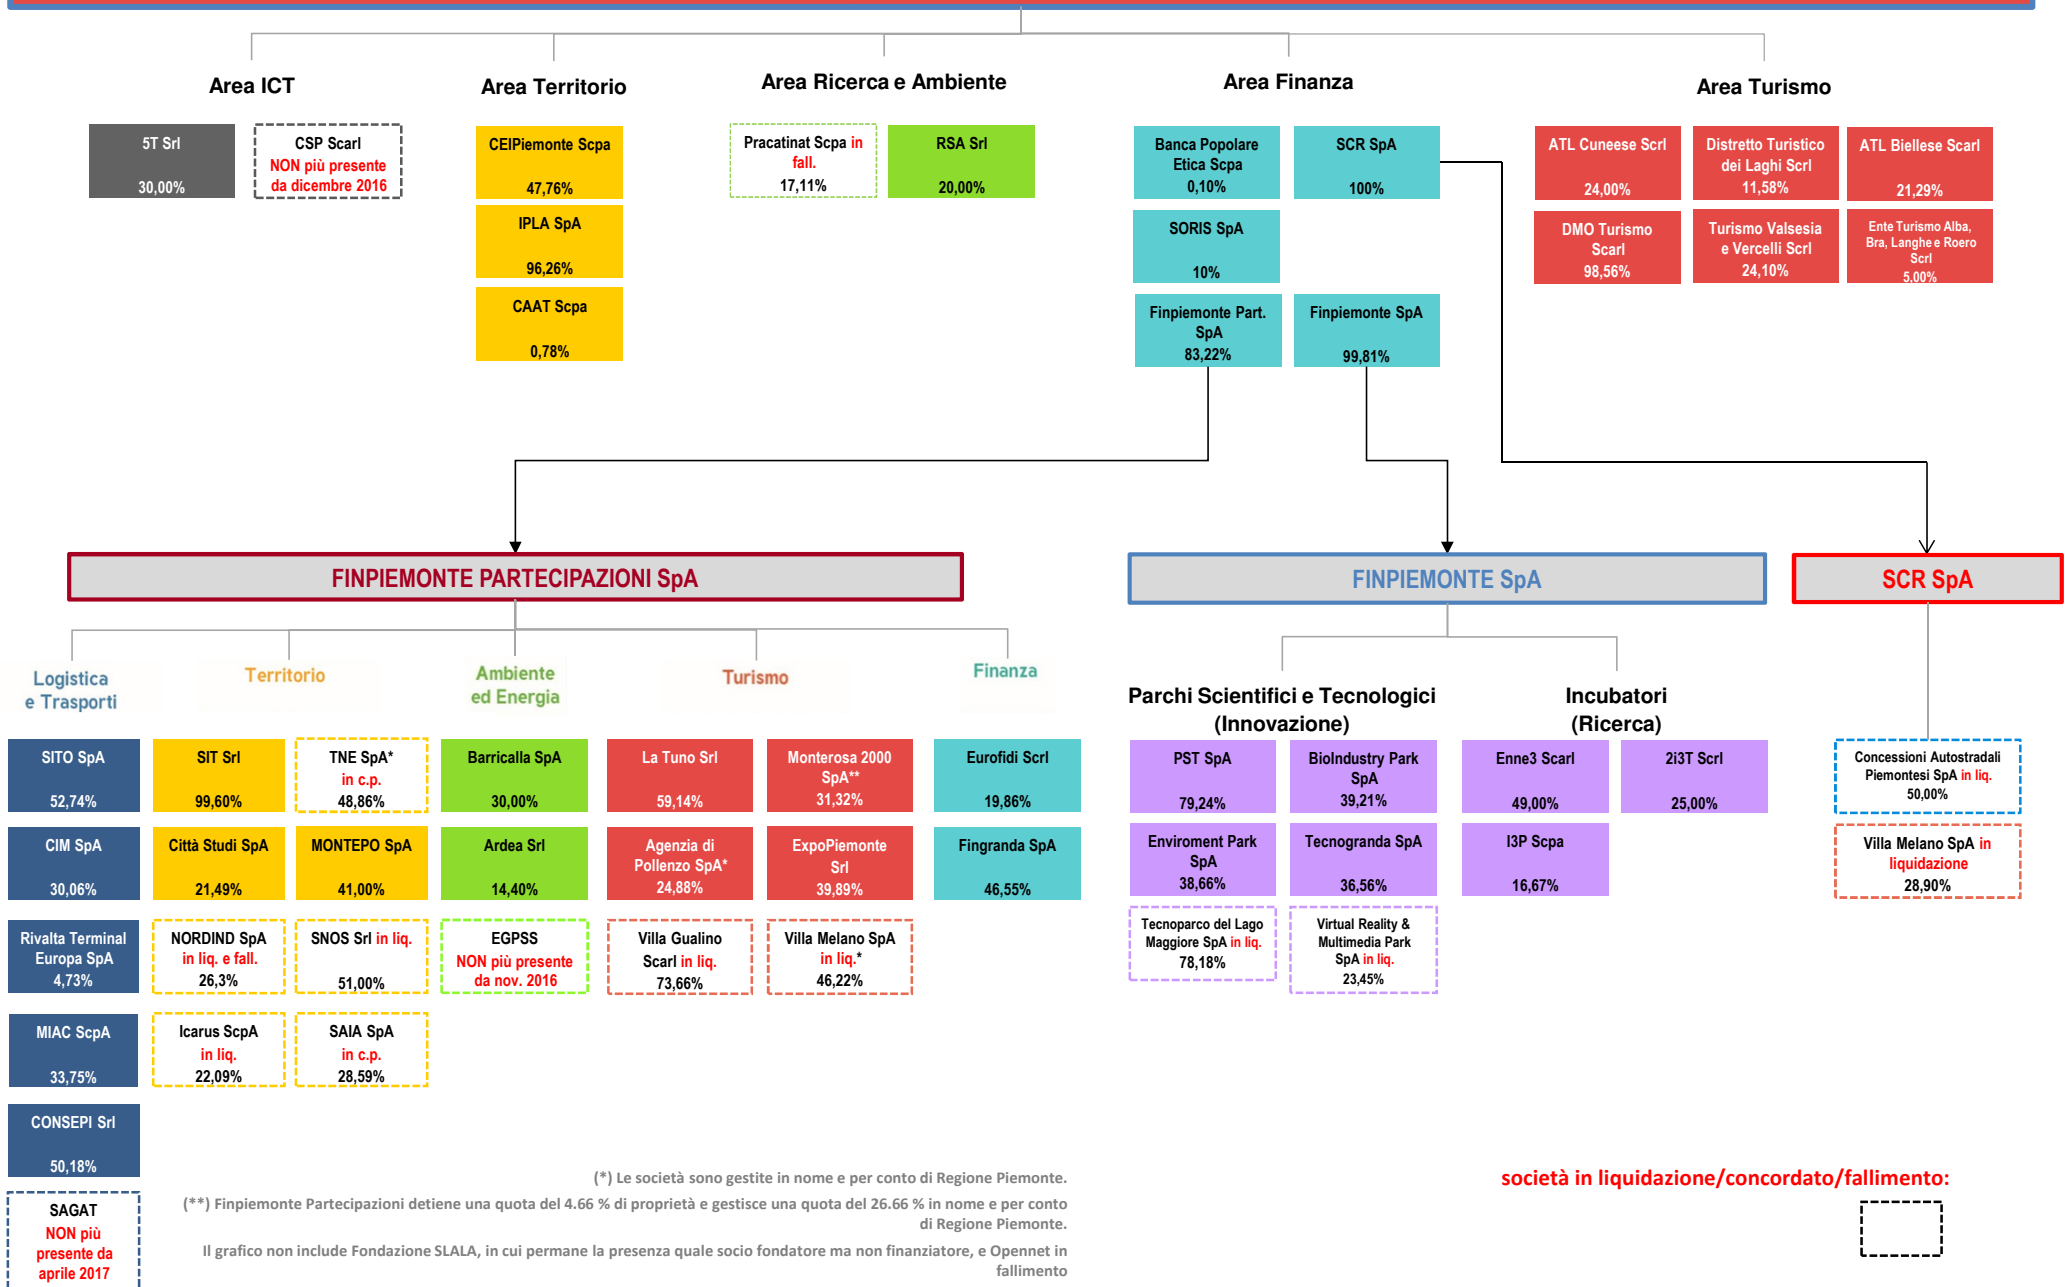 Area ICT
Area Territorio
Area Ricerca e Ambiente
Area Finanza
Area Turismo
5T Srl
30,00%
CSP Scarl
NON più presente
da dicembre 2016
CEIPiemonte Scpa
47,76%
IPLA SpA
96,26%
CAAT Scpa
0,78%
Pracatinat Scpa in
fall.
17,11%
RSA Srl
20,00%
Banca Popolare
Etica Scpa
0,10%
SCR SpA
100%
SORIS SpA
10%
Finpiemonte Part.
SpA
83,22%
Finpiemonte SpA
99,81%
ATL Cuneese Scrl
24,00%
Distretto Turistico
dei Laghi Scrl
11,58%
ATL Biellese Scarl
21,29%
DMO Turismo
Scarl
98,56%
Turismo Valsesia
e Vercelli Scrl
24,10%
Ente Turismo Alba,
Bra, Langhe e Roero
Scrl
5.00%
FINPIEMONTE PARTECIPAZIONI SpA
FINPIEMONTE SpA
SCR SpA
Logistica
e Trasporti
Territorio
Ambiente
ed Energia
Turismo
Finanza
Parchi Scientifici e Tecnologici
(Innovazione)
Incubatori
(Ricerca)
SITO SpA
52,74%
SIT Srl
99,60%
TNE SpA*
in c.p.
48,86%
Barricalla SpA
30,00%
La Tuno Srl
59,14%
Monterosa 2000
SpA**
31,32%
Eurofidi Scrl
19,86%
PST SpA
79,24%
BioIndustry Park
SpA
39,21%
Enne3 Scarl
49,00%
2i3T Scrl
25,00%
Concessioni Autostradali
Piemontesi SpA in liq.
50,00%
CIM SpA
30,06%
Città Studi SpA
21,49%
MONTEPO SpA
41,00%
Ardea Srl
14,40%
Agenzia di
Pollenzo SpA*
24,88%
ExpoPiemonte
Srl
39,89%
Fingranda SpA
46,55%
Enviroment Park
SpA
38,66%
Tecnogranda SpA
36,56%
I3P Scpa
16,67%
Villa Melano SpA in
liquidazione
28,90%
Rivalta Terminal
Europa SpA
4,73%
NORDIND SpA
in liq. e fall.
26,3%
SNOS Srl in liq.
51,00%
EGPSS
NON più presente
da nov. 2016
Villa Gualino
Scarl in liq.
73,66%
Villa Melano SpA
in liq.*
46,22%
Tecnoparco del Lago
Maggiore SpA in liq.
78,18%
Virtual Reality &
Multimedia Park
SpA in liq.
23,45%
MIAC ScpA
33,75%
Icarus ScpA
in liq.
22,09%
SAIA SpA
in c.p.
28,59%
CONSEPI Srl
50,18%
SAGAT
NON più
presente da
aprile 2017
(*) Le società sono gestite in nome e per conto di Regione Piemonte.
(**) Finpiemonte Partecipazioni detiene una quota del 4.66 % di proprietà e gestisce una quota del 26.66 % in nome e per conto
di Regione Piemonte.
Il grafico non include Fondazione SLALA, in cui permane la presenza quale socio fondatore ma non finanziatore, e Opennet in
fallimento
società in liquidazione/concordato/fallimento: